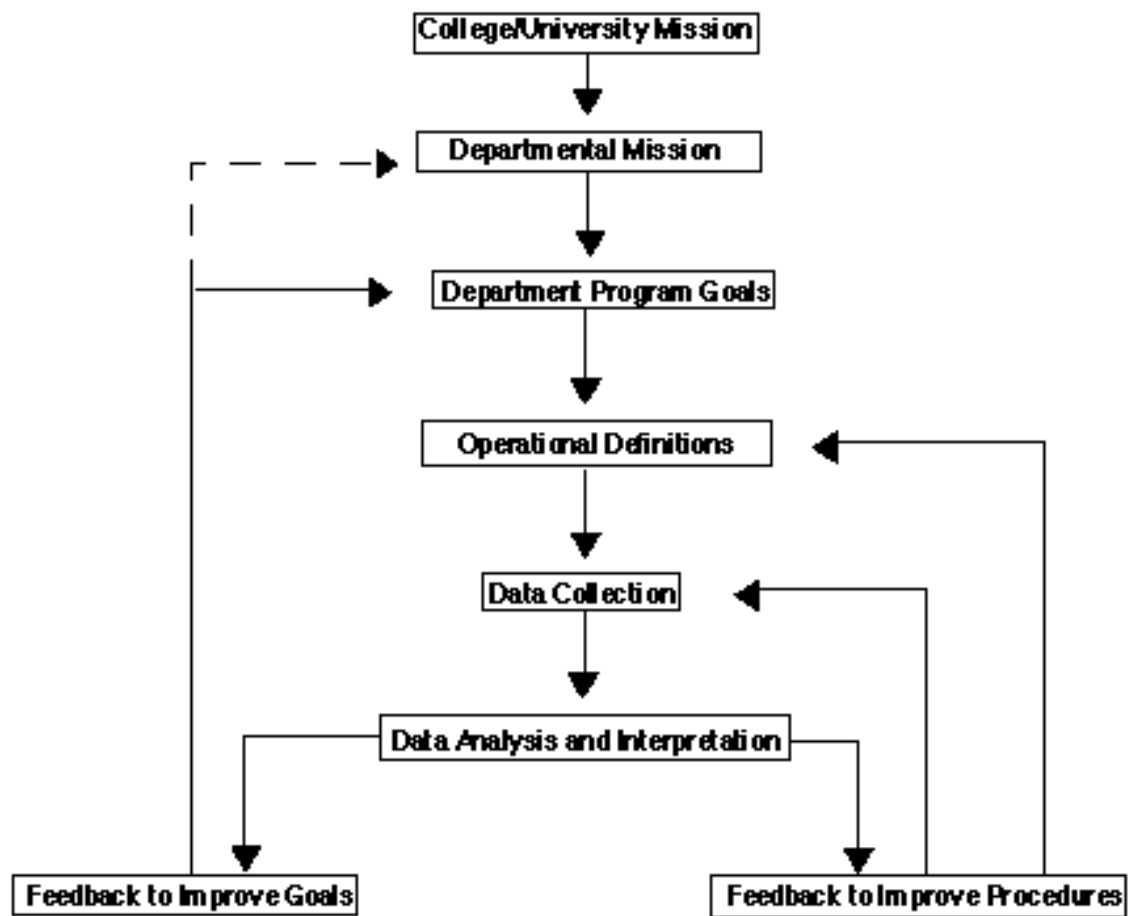 College/University Mission
Departmental Mission
Department Program Goals
Operational Definitions
Data Collection
Data Analysis and Interpretation
Feedback to Improve Goals
Feedback to Improve Procedures